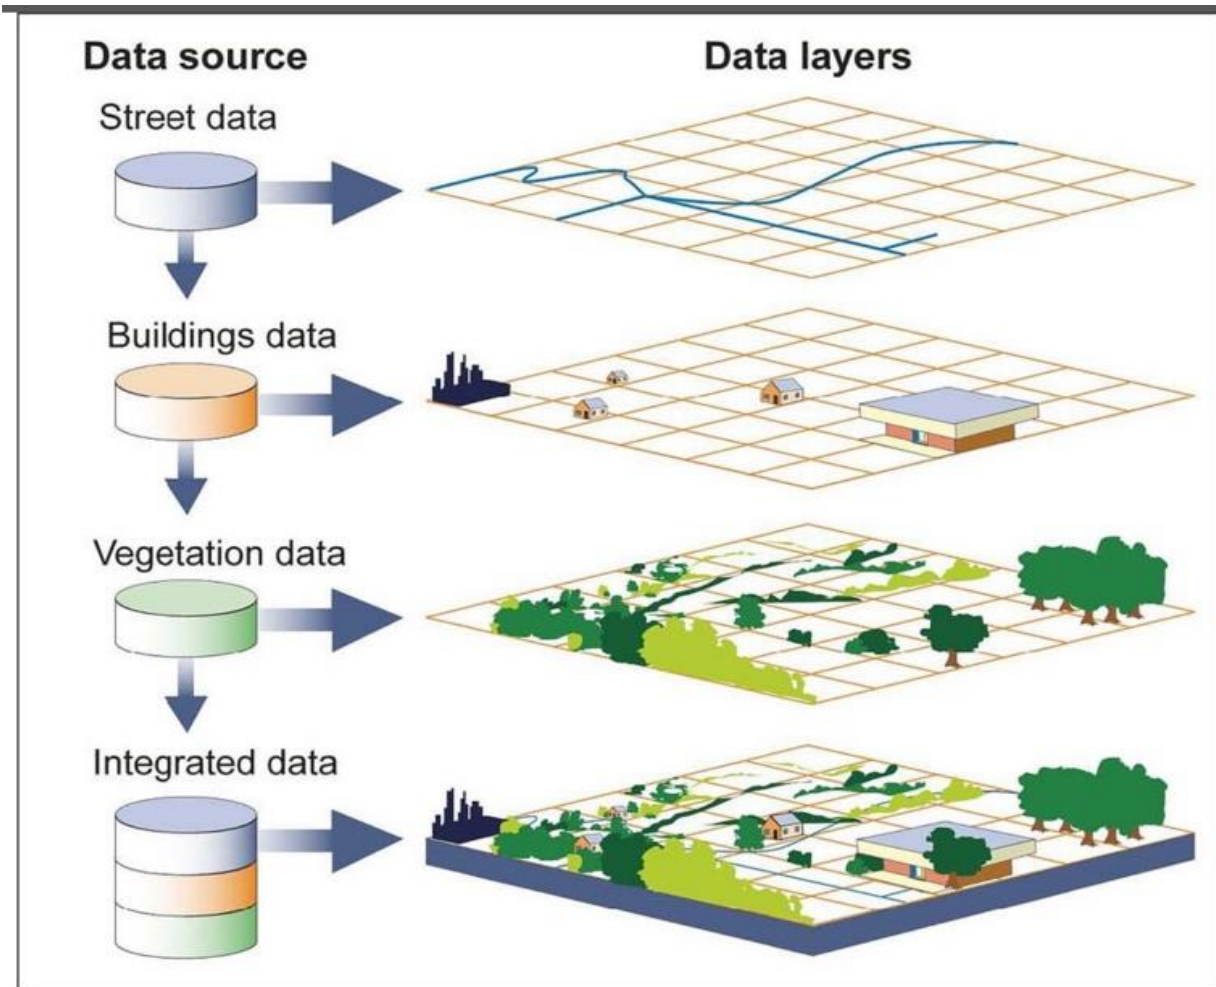 Data source
Data layers
Street data
Buildings data
Vegetation data
Integrated data